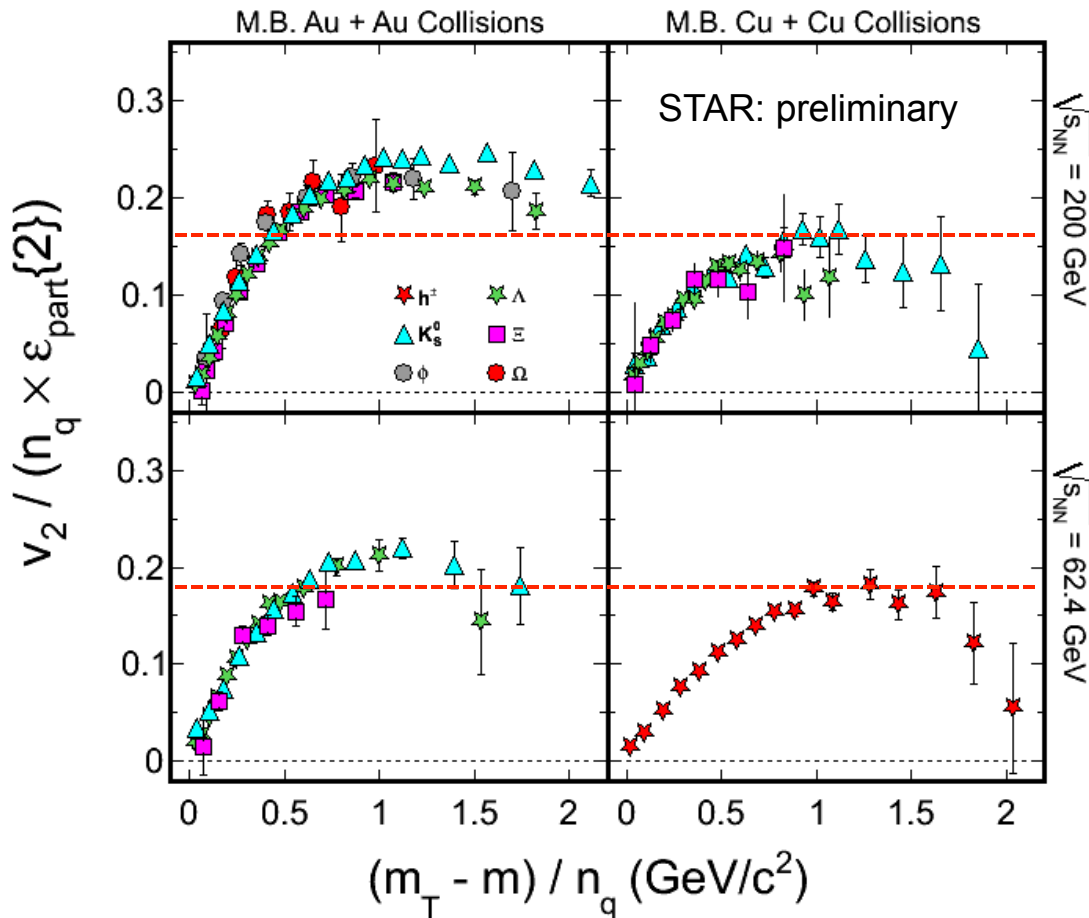 M.B. Au + Au Collisions
M.B. Cu + Cu Collisions
STAR: preliminary
0.3
0.2
0.1
0
h±
K⁰s
ϕ
Λ
Ξ
Ω
√sNN = 200 GeV
0.3
0.2
0.1
0
√sNN = 62.4 GeV
v2 / (nq × εpart{2})
0 0.5 1 1.5 2
0 0.5 1 1.5 2
(mT - m) / nq (GeV/c²)